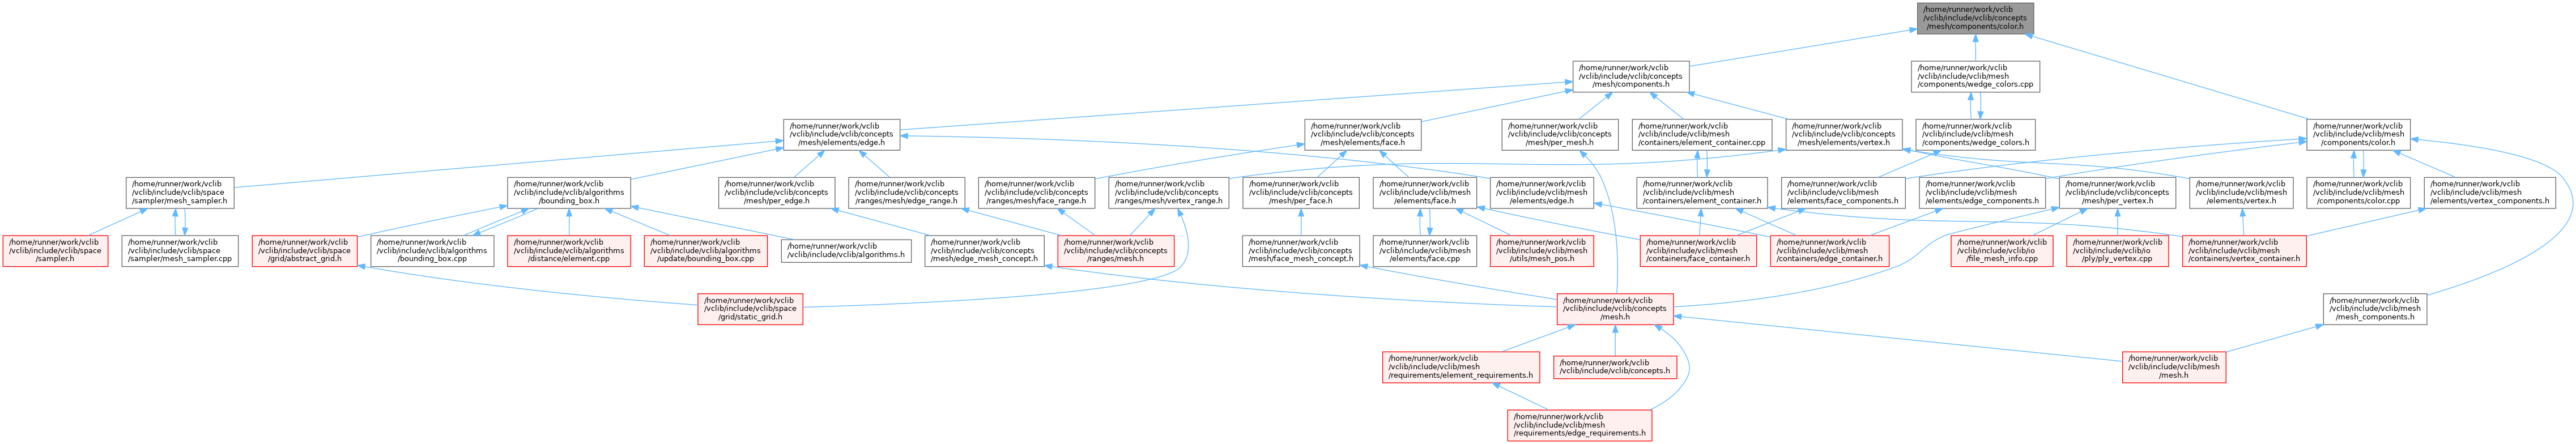 /home/runner/work/vclib
/vclib/include/vclib/concepts
/mesh/components/color.h
/home/runner/work/vclib
/vclib/include/vclib/concepts
/mesh/components.h
/home/runner/work/vclib
/vclib/include/vclib/mesh
/components/wedge_colors.cpp
/home/runner/work/vclib
/vclib/include/vclib/concepts
/mesh/elements/edge.h
/home/runner/work/vclib
/vclib/include/vclib/concepts
/mesh/elements/face.h
/home/runner/work/vclib
/vclib/include/vclib/concepts
/mesh/per_mesh.h
/home/runner/work/vclib
/vclib/include/vclib/mesh
/containers/element_container.cpp
/home/runner/work/vclib
/vclib/include/vclib/concepts
/mesh/elements/vertex.h
/home/runner/work/vclib
/vclib/include/vclib/mesh
/components/wedge_colors.h
/home/runner/work/vclib
/vclib/include/vclib/mesh
/components/color.h
/home/runner/work/vclib
/vclib/include/vclib/space
/sampler/mesh_sampler.h
/home/runner/work/vclib
/vclib/include/vclib/algorithms
/bounding_box.h
/home/runner/work/vclib
/vclib/include/vclib/concepts
/mesh/per_edge.h
/home/runner/work/vclib
/vclib/include/vclib/concepts
/ranges/mesh/edge_range.h
/home/runner/work/vclib
/vclib/include/vclib/concepts
/ranges/mesh/face_range.h
/home/runner/work/vclib
/vclib/include/vclib/concepts
/ranges/mesh/vertex_range.h
/home/runner/work/vclib
/vclib/include/vclib/concepts
/mesh/per_face.h
/home/runner/work/vclib
/vclib/include/vclib/mesh
/elements/face.h
/home/runner/work/vclib
/vclib/include/vclib/mesh
/elements/edge.h
/home/runner/work/vclib
/vclib/include/vclib/mesh
/containers/element_container.h
/home/runner/work/vclib
/vclib/include/vclib/mesh
/elements/face_components.h
/home/runner/work/vclib
/vclib/include/vclib/mesh
/elements/edge_components.h
/home/runner/work/vclib
/vclib/include/vclib/concepts
/mesh/per_vertex.h
/home/runner/work/vclib
/vclib/include/vclib/mesh
/elements/vertex.h
/home/runner/work/vclib
/vclib/include/vclib/mesh
/components/color.cpp
/home/runner/work/vclib
/vclib/include/vclib/mesh
/elements/vertex_components.h
/home/runner/work/vclib
/vclib/include/vclib/space
/sampler.h
/home/runner/work/vclib
/vclib/include/vclib/space
/sampler/mesh_sampler.cpp
/home/runner/work/vclib
/vclib/include/vclib/space
/grid/abstract_grid.h
/home/runner/work/vclib
/vclib/include/vclib/algorithms
/bounding_box.cpp
/home/runner/work/vclib
/vclib/include/vclib/algorithms
/distance/element.cpp
/home/runner/work/vclib
/vclib/include/vclib/algorithms
/update/bounding_box.cpp
/home/runner/work/vclib
/vclib/include/vclib/algorithms.h
/home/runner/work/vclib
/vclib/include/vclib/concepts
/mesh/edge_mesh_concept.h
/home/runner/work/vclib
/vclib/include/vclib/concepts
/ranges/mesh.h
/home/runner/work/vclib
/vclib/include/vclib/concepts
/mesh/face_mesh_concept.h
/home/runner/work/vclib
/vclib/include/vclib/mesh
/elements/face.cpp
/home/runner/work/vclib
/vclib/include/vclib/mesh
/utils/mesh_pos.h
/home/runner/work/vclib
/vclib/include/vclib/mesh
/containers/face_container.h
/home/runner/work/vclib
/vclib/include/vclib/mesh
/containers/edge_container.h
/home/runner/work/vclib
/vclib/include/vclib/io
/file_mesh_info.cpp
/home/runner/work/vclib
/vclib/include/vclib/io
/ply/ply_vertex.cpp
/home/runner/work/vclib
/vclib/include/vclib/mesh
/containers/vertex_container.h
/home/runner/work/vclib
/vclib/include/vclib/space
/grid/static_grid.h
/home/runner/work/vclib
/vclib/include/vclib/concepts
/mesh.h
/home/runner/work/vclib
/vclib/include/vclib/mesh
/mesh_components.h
/home/runner/work/vclib
/vclib/include/vclib/mesh
/requirements/element_requirements.h
/home/runner/work/vclib
/vclib/include/vclib/concepts.h
/home/runner/work/vclib
/vclib/include/vclib/mesh
/mesh.h
/home/runner/work/vclib
/vclib/include/vclib/mesh
/requirements/edge_requirements.h